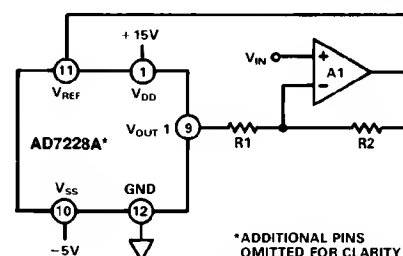 +15V
11
1
VREF
VDD
VIN
+
A1
−
AD7228A*
VOUT 1
9
R1
R2
VSS
GND
10
12
−5V
*ADDITIONAL PINS
OMITTED FOR CLARITY